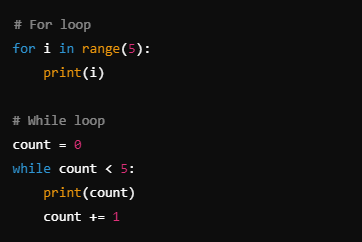 # For loop
for i in range(5):
    print(i)

# While loop
count = 0
while count < 5:
    print(count)
    count += 1